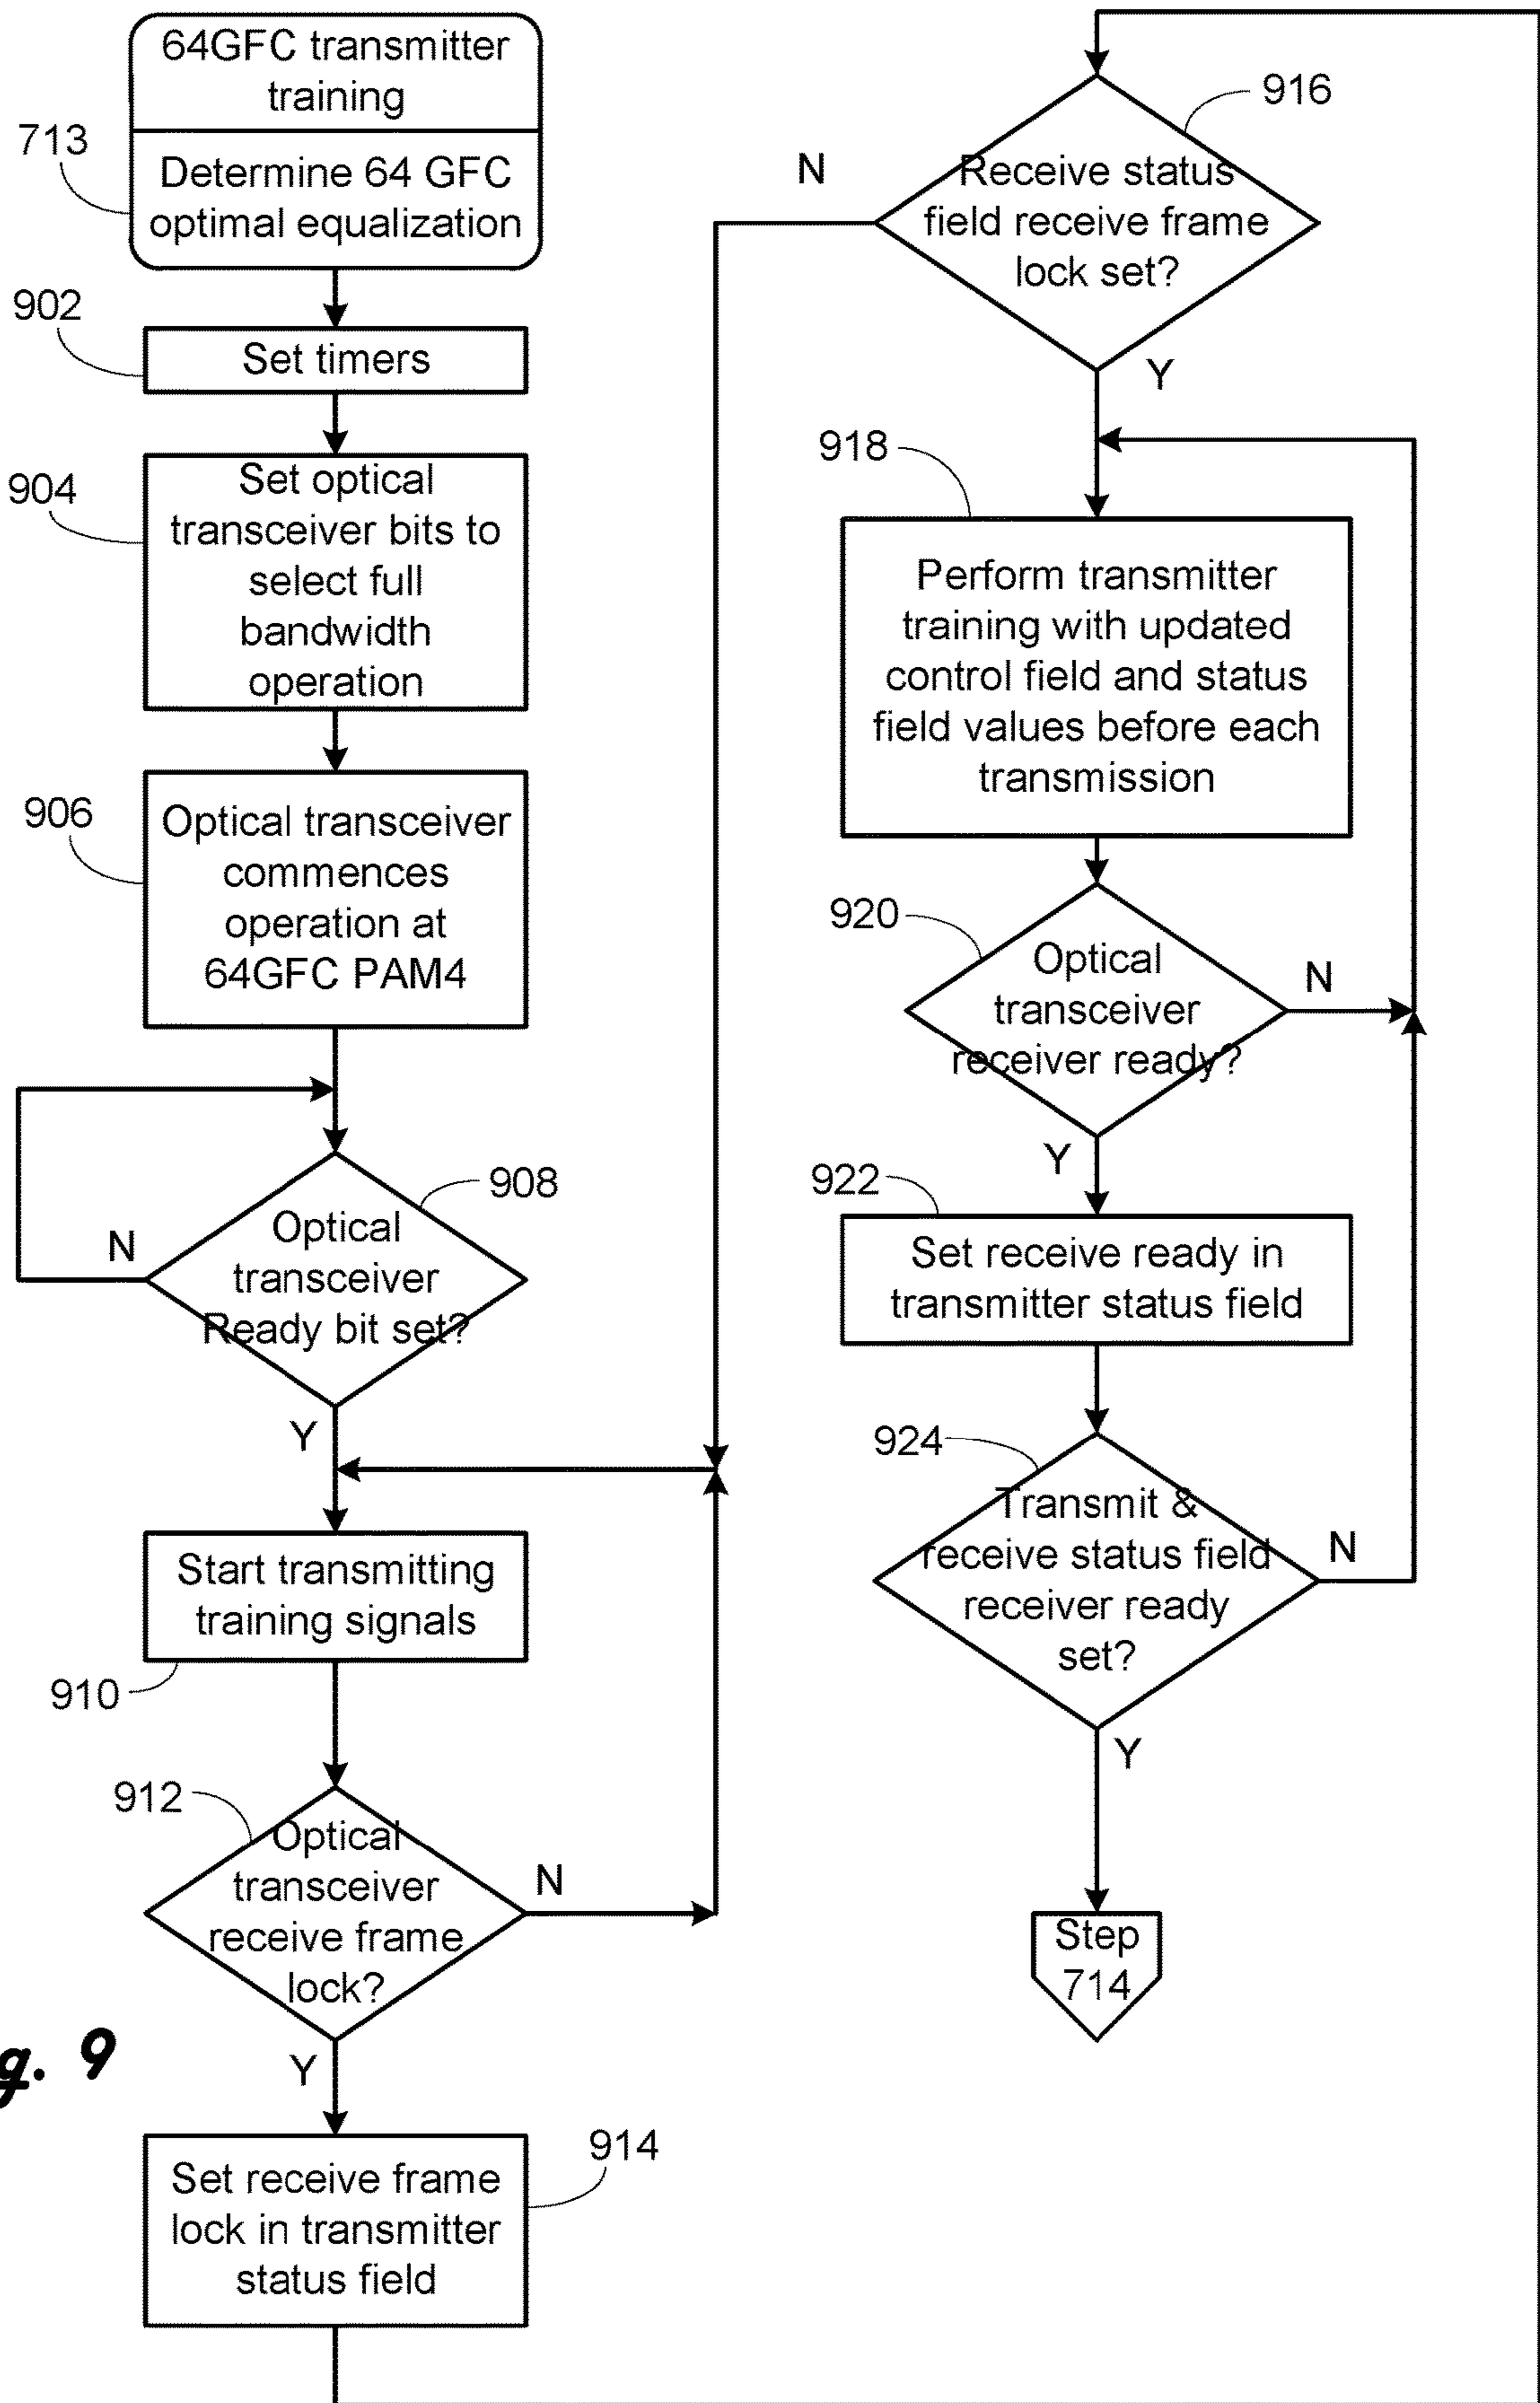 64GFC transmitter
training
713
Determine 64 GFC
optimal equalization
902
Set timers
904
Set optical
transceiver bits to
select full
bandwidth
operation
906
Optical transceiver
commences
operation at
64GFC PAM4
908
Optical
transceiver
Ready bit set?
N
Y
Start transmitting
training signals
910
912
Optical
transceiver
receive frame
lock?
N
Y
g. 9
914
Set receive frame
lock in transmitter
status field
916
Receive status
field receive frame
lock set?
N
Y
918
Perform transmitter
training with updated
control field and status
field values before each
transmission
920
Optical
transceiver
receiver ready?
N
Y
922
Set receive ready in
transmitter status field
924
Transmit &
receive status field
receiver ready
set?
N
Y
Step
714